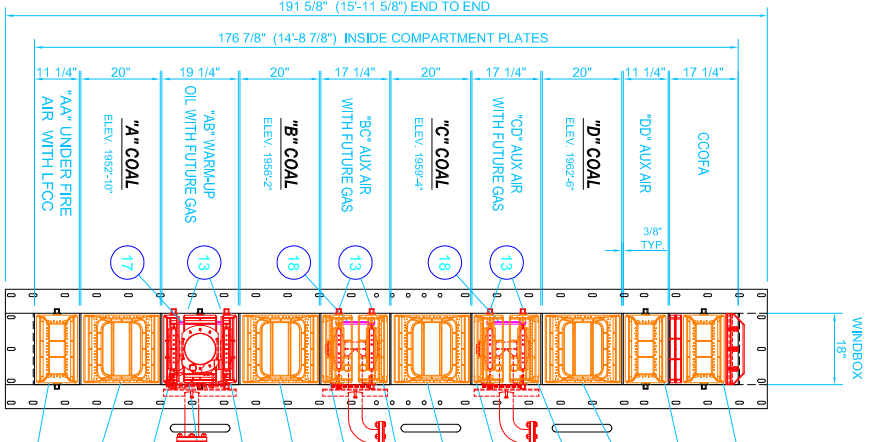 191 5/8" (15'-11 5/8") END TO END
176 7/8" (14'-8 7/8") INSIDE COMPARTMENT PLATES
11 1/4"
20"
19 1/4"
20"
17 1/4"
20"
17 1/4"
20"
11 1/4"
17 1/4"
"AA" UNDER FIRE
AIR WITH LFCC
"A" COAL
ELEV. 1952'-10"
"AB" WARM-UP
OIL WITH FUTURE GAS
"B" COAL
ELEV. 1956'-2"
"BC" AUX AIR
WITH FUTURE GAS
"C" COAL
ELEV. 1959'-4"
"CD" AUX AIR
WITH FUTURE GAS
"D" COAL
ELEV. 1962'-6"
"DD" AUX AIR
CCOFA
3/8"
TYP.
17
13
18
13
18
13
WINDBOX
18"